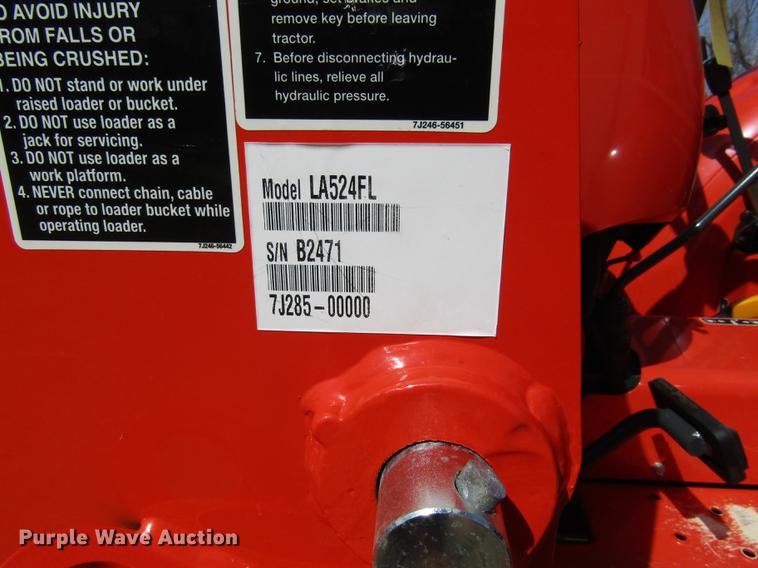 O AVOID INJURY
ROM FALLS OR
BEING CRUSHED:
1. DO NOT stand or work under
raised loader or bucket.
2. DO NOT use loader as a
jack for servicing.
3. DO NOT use loader as a
work platform.
4. NEVER connect chain, cable
or rope to loader bucket while
operating loader.
7J246-56442
ground, set brakes and
remove key before leaving
tractor.
7. Before disconnecting hydrau-
lic lines, relieve all
hydraulic pressure.
7J246-56451
Model LA524FL
S/N B2471
7J285-00000
Purple Wave Auction